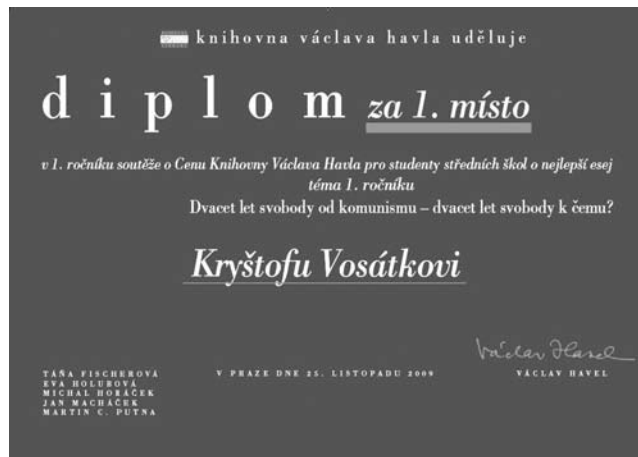 knihovna václava havla uděluje
diplom za 1. místo
v 1. ročníku soutěže o Cenu Knihovny Václava Havla pro studenty středních škol o nejlepší esej
téma 1. ročníku
Dvacet let svobody od komunismu – dvacet let svobody k čemu?
Kryštofu Vosátkovi
Václav Havel
TÁŇA FISCHEROVÁ
EVA HOLUBOVÁ
MICHAL HORÁČEK
JAN MACHÁČEK
MARTIN C. PUTNA
V PRAZE DNE 25. LISTOPADU 2009
VÁCLAV HAVEL